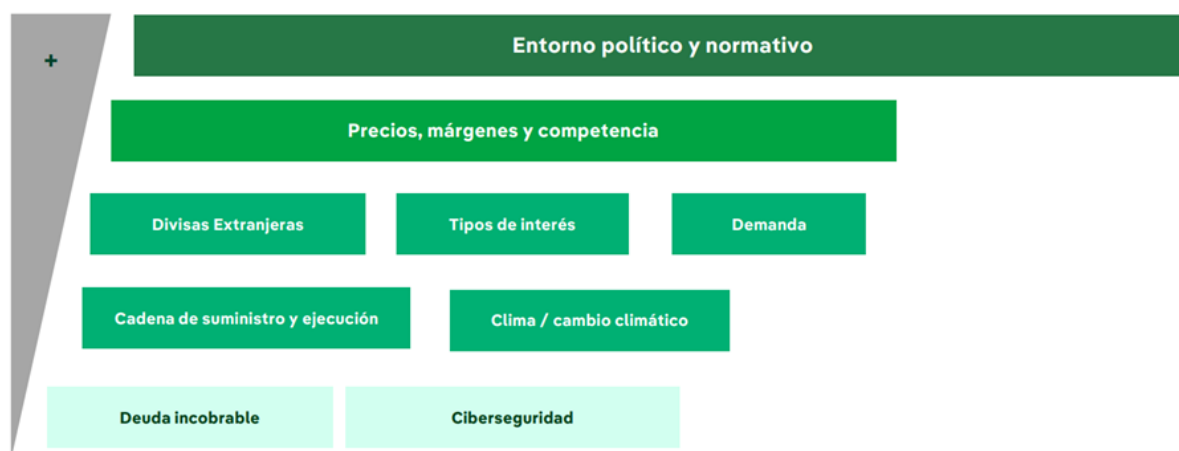 +
Entorno político y normativo
Precios, márgenes y competencia
Divisas Extranjeras
Tipos de interés
Demanda
Cadena de suministro y ejecución
Clima / cambio climático
Deuda incobrable
Ciberseguridad